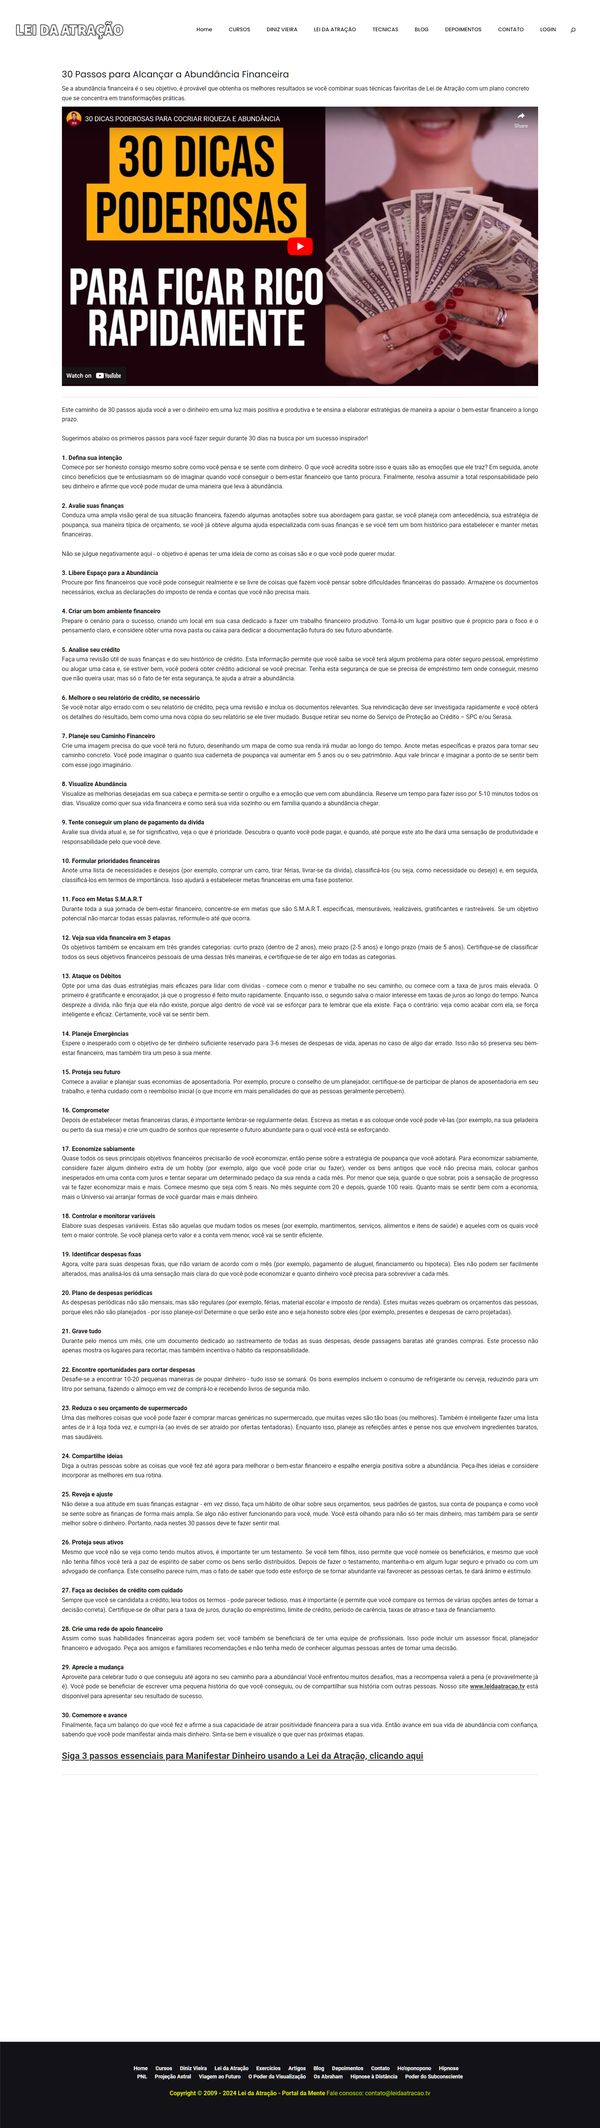 LEI DA ATRAÇÃO
Home CURSOS DINIZ VIEIRA LEI DA ATRAÇÃO TECNICAS BLOG DEPOIMENTOS CONTATO LOGIN
30 Passos para Alcançar a Abundância Financeira
Se a abundância financeira é o seu objetivo, é provável que obtenha os melhores resultados se você combinar suas técnicas favoritas de Lei de Atração com um plano concreto
que se concentra em transformações práticas.
30 DICAS PODEROSAS PARA COCRIAR RIQUEZA E ABUNDÂNCIA
Share
30 DICAS
PODEROSAS
PARA FICAR RICO
RAPIDAMENTE
Watch on YouTube
Este caminho de 30 passos ajuda você a ver o dinheiro em uma luz mais positiva e produtiva e te ensina a elaborar estratégias de maneira a apoiar o bem-estar financeiro a longo
prazo.
Sugerimos abaixo os primeiros passos para você fazer seguir durante 30 dias na busca por um sucesso inspirador!
1. Defina sua intenção
Comece por ser honesto consigo mesmo sobre como você pensa e se sente com dinheiro. O que você acredita sobre isso e quais são as emoções que ele traz? Em seguida, anote
cinco benefícios que te entusiasmam só de imaginar quando você conseguir o bem-estar financeiro que tanto procura. Finalmente, resolva assumir a total responsabilidade pelo
seu dinheiro e afirme que você pode mudar de uma maneira que leva à abundância.
2. Avalie suas finanças
Conduza uma ampla visão geral de sua situação financeira, fazendo algumas anotações sobre sua abordagem para gastar, se você planeja com antecedência, sua estratégia de
poupança, sua maneira típica de orçamento, se você já obteve alguma ajuda especializada com suas finanças e se você tem um bom histórico para estabelecer e manter metas
financeiras.
Não se julgue negativamente aqui - o objetivo é apenas ter uma ideia de como as coisas são e o que você pode querer mudar.
3. Libere Espaço para a Abundância
Procure por fins financeiros que você pode conseguir realmente e se livre de coisas que fazem você pensar sobre dificuldades financeiras do passado. Armazene os documentos
necessários, exclua as declarações do imposto de renda e contas que você não precisa mais.
4. Criar um bom ambiente financeiro
Prepare o cenário para o sucesso, criando um local em sua casa dedicado a fazer um trabalho financeiro produtivo. Torná-lo um lugar positivo que é propício para o foco e o
pensamento claro, e considere obter uma nova pasta ou caixa para dedicar a documentação futura do seu futuro abundante.
5. Analise seu crédito
Faça uma revisão útil de suas finanças e do seu histórico de crédito. Esta informação permite que você saiba se você terá algum problema para obter seguro pessoal, empréstimo
ou alugar uma casa e, se estiver bem, você poderá obter crédito adicional se você precisar. Tenha esta segurança de que se precisa de empréstimo tem onde conseguir, mesmo
que não queira usar, mas só o fato de ter esta segurança, te ajuda a atrair a abundância.
6. Melhore o seu relatório de crédito, se necessário
Se você notar algo errado com o seu relatório de crédito, peça uma revisão e inclua os documentos relevantes. Sua reivindicação deve ser investigada rapidamente e você obterá
os detalhes do resultado, bem como uma nova cópia do seu relatório se ele tiver mudado. Busque retirar seu nome do Serviço de Proteção ao Crédito – SPC e/ou Serasa.
7. Planeje seu Caminho Financeiro
Crie uma imagem precisa do que você terá no futuro, desenhando um mapa de como sua renda irá mudar ao longo do tempo. Anote metas específicas e prazos para tornar seu
caminho concreto. Você pode imaginar o quanto sua caderneta de poupança vai aumentar em 5 anos ou o seu patrimônio. Aqui vale brincar e imaginar a ponto de se sentir bem
com esse jogo imaginário.
8. Visualize Abundância
Visualize as melhorias desejadas em sua cabeça e permita-se sentir o orgulho e a emoção que vem com abundância. Reserve um tempo para fazer isso por 5-10 minutos todos os
dias. Visualize como quer sua vida financeira e como será sua vida sozinho ou em família quando a abundância chegar.
9. Tente conseguir um plano de pagamento da dívida
Avalie sua dívida atual e, se for significativo, veja o que é prioridade. Descubra o quanto você pode pagar, e quando, até porque este ato lhe dará uma sensação de produtividade e
responsabilidade pelo que você deve.
10. Formular prioridades financeiras
Anote uma lista de necessidades e desejos (por exemplo, comprar um carro, tirar férias, livrar-se da dívida), classificá-los (ou seja, como necessidade ou desejo) e, em seguida,
classificá-los em termos de importância. Isso ajudará a estabelecer metas financeiras em uma fase posterior.
11. Foco em Metas S.M.A.R.T
Durante toda a sua jornada de bem-estar financeiro, concentre-se em metas que são S.M.A.R.T. específicas, mensuráveis, realizáveis, gratificantes e rastreáveis. Se um objetivo
potencial não marcar todas essas palavras, reformule-o até que ocorra.
12. Veja sua vida financeira em 3 etapas
Os objetivos também se encaixam em três grandes categorias: curto prazo (dentro de 2 anos), meio prazo (2-5 anos) e longo prazo (mais de 5 anos). Certifique-se de classificar
todos os seus objetivos financeiros pessoais de uma dessas três maneiras, e certifique-se de ter algo em todas as categorias.
13. Ataque os Débitos
Opte por uma das duas estratégias mais eficazes para lidar com dívidas - comece com o menor e trabalhe no seu caminho, ou comece com a taxa de juros mais elevada. O
primeiro é gratificante e encorajador, já que o progresso é feito muito rapidamente. Enquanto isso, o segundo salva o maior interesse em taxas de juros ao longo do tempo. Nunca
despreze a dívida, não finja que ela não existe, porque algo dentro de você vai se esforçar para te lembrar que ela existe. Faça o contrário: veja como acabar com ela, se força
inteligente e eficaz. Certamente, você vai se sentir bem.
14. Planeje Emergências
Espere o inesperado com o objetivo de ter dinheiro suficiente reservado para 3-6 meses de despesas de vida, apenas no caso de algo dar errado. Isso não só preserva seu bem-
estar financeiro, mas também tira um peso à sua mente.
15. Proteja seu futuro
Comece a avaliar e planejar suas economias de aposentadoria. Por exemplo, procure o conselho de um planejador, certifique-se de participar de planos de aposentadoria em seu
trabalho, e tenha cuidado com o reembolso inicial (o que incorre em mais penalidades do que as pessoas geralmente percebem).
16. Comprometer
Depois de estabelecer metas financeiras claras, é importante lembrar-se regularmente delas. Escreva as metas e as coloque onde você pode vê-las (por exemplo, na sua geladeira
ou perto da sua mesa) e crie um quadro de sonhos que represente o futuro abundante para o qual você está se esforçando.
17. Economize sabiamente
Quase todos os seus principais objetivos financeiros precisarão de você economizar, então pense sobre a estratégia de poupança que você adotará. Para economizar sabiamente,
considere fazer algum dinheiro extra de um hobby (por exemplo, algo que você pode criar ou fazer), vender os bens antigos que você não precisa mais, colocar ganhos
inesperados em uma conta com juros e tentar separar um determinado pedaço da sua renda a cada mês. Por menor que seja, guarde o que sobrar, pois a sensação de progresso
vai te fazer economizar mais e mais. Comece mesmo que seja com 5 reais. No mês seguinte com 20 e depois, guarde 100 reais. Quanto mais se sentir bem com a economia,
mais o Universo vai arranjar formas de você guardar mais e mais dinheiro.
18. Controlar e monitorar variáveis
Elabore suas despesas variáveis. Estas são aquelas que mudam todos os meses (por exemplo, mantimentos, serviços, alimentos e itens de saúde) e aqueles com os quais você
tem o maior controle. Se você planeja certo valor e a conta vem menor, você vai se sentir eficiente.
19. Identificar despesas fixas
Agora, volte para suas despesas fixas, que não variam de acordo com o mês (por exemplo, pagamento de aluguel, financiamento ou hipoteca). Eles não podem ser facilmente
alterados, mas analisá-los dá uma sensação mais clara do que você pode economizar e quanto dinheiro você precisa para sobreviver a cada mês.
20. Plano de despesas periódicas
As despesas periódicas não são mensais, mas são regulares (por exemplo, férias, material escolar e imposto de renda). Estes muitas vezes quebram os orçamentos das pessoas,
porque eles não são planejados - por isso planeje-os! Determine o que serão este ano e seja honesto sobre eles (por exemplo, presentes e despesas de carro projetadas).
21. Grave tudo
Durante pelo menos um mês, crie um documento dedicado ao rastreamento de todas as suas despesas, desde passagens baratas até grandes compras. Este processo não
apenas mostra os lugares para recortar, mas também incentiva o hábito da responsabilidade.
22. Encontre oportunidades para cortar despesas
Desafie-se a encontrar 10-20 pequenas maneiras de poupar dinheiro - tudo isso se somará. Os bons exemplos incluem o consumo de refrigerante ou cerveja, reduzindo para um
litro por semana, fazendo o almoço em vez de comprá-lo e recebendo livros de segunda mão.
23. Reduza o seu orçamento de supermercado
Uma das melhores coisas que você pode fazer é comprar marcas genéricas no supermercado, que muitas vezes são tão boas (ou melhores). Também é inteligente fazer uma lista
antes de ir à loja toda vez, e cumpri-la (ao invés de ser atraído por ofertas tentadoras). Enquanto isso, planeje as refeições antes e pense nos que envolvem ingredientes baratos,
mas saudáveis.
24. Compartilhe ideias
Diga a outras pessoas sobre as coisas que você fez até agora para melhorar o bem-estar financeiro e espalhe energia positiva sobre a abundância. Peça-lhes ideias e considere
incorporar as melhores em sua rotina.
25. Reveja e ajuste
Não deixe a sua atitude em suas finanças estagnar - em vez disso, faça um hábito de olhar sobre seus orçamentos, seus padrões de gastos, sua conta de poupança e como você
se sente sobre as finanças de forma mais ampla. Se algo não estiver funcionando para você, mude. Você está olhando para não só ter mais dinheiro, mas também para se sentir
melhor sobre o dinheiro. Portanto, nada nestes 30 passos deve te fazer sentir mal.
26. Proteja seus ativos
Mesmo que você não se veja como tendo muitos ativos, é importante ter um testamento. Se você tem filhos, isso permite que você nomeie os beneficiários, e mesmo que você
não tenha filhos você terá a paz de espírito de saber como os bens serão distribuídos. Depois de fazer o testamento, mantenha-o em algum lugar seguro e privado ou com um
advogado de confiança. Este conselho parece ruim, mas o fato de saber que todo este esforço de se tornar abundante vai favorecer as pessoas certas, te dará ânimo e estímulo.
27. Faça as decisões de crédito com cuidado
Sempre que você se candidata a crédito, leia todos os termos - pode parecer tedioso, mas é importante (e permite que você compare os termos de várias opções antes de tomar a
decisão correta). Certifique-se de olhar para a taxa de juros, duração do empréstimo, limite de crédito, período de carência, taxas de atraso e taxa de financiamento.
28. Crie uma rede de apoio financeiro
Assim como suas habilidades financeiras agora podem ser, você também se beneficiará de ter uma equipe de profissionais. Isso pode incluir um assessor fiscal, planejador
financeiro e advogado. Peça aos amigos e familiares recomendações e não tenha medo de conhecer algumas pessoas antes de tomar uma decisão.
29. Aprecie a mudança
Aproveite para celebrar tudo o que conseguiu até agora no seu caminho para a abundância! Você enfrentou muitos desafios, mas a recompensa valerá a pena (e provavelmente já
é). Você pode se beneficiar de escrever uma pequena história do que você conseguiu, ou de compartilhar sua história com outras pessoas. Nosso site www.leidaatracao.tv está
disponível para apresentar seu resultado de sucesso.
30. Comemore e avance
Finalmente, faça um balanço do que você fez e afirme a sua capacidade de atrair positividade financeira para a sua vida. Então avance em sua vida de abundância com confiança,
sabendo que você pode manifestar ainda mais dinheiro. Sinta-se bem e visualize o que quer nas próximas etapas.
Siga 3 passos essenciais para Manifestar Dinheiro usando a Lei da Atração, clicando aqui
Home Cursos Diniz Vieira Lei da Atração Exercícios Artigos Blog Depoimentos Contato Ho'oponopono Hipnose
PNL Projeção Astral Viagem ao Futuro O Poder da Visualização Os Abraham Hipnose à Distância Poder do Subconsciente
Copyright © 2009 - 2024 Lei da Atração - Portal da Mente Fale conosco: contato@leidaatracao.tv